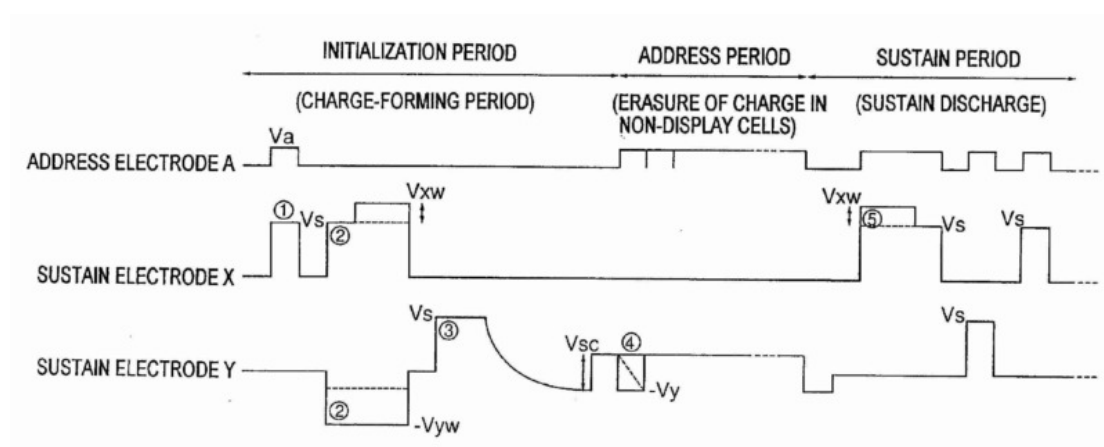 INITIALIZATION PERIOD
ADDRESS PERIOD
SUSTAIN PERIOD
(CHARGE-FORMING PERIOD)
(ERASURE OF CHARGE IN
NON-DISPLAY CELLS)
(SUSTAIN DISCHARGE)
Va
ADDRESS ELECTRODE A
Vxw
Vxw
① Vs ②
⑤ Vs Vs
SUSTAIN ELECTRODE X
Vs ③
Vsc ④
Vs
SUSTAIN ELECTRODE Y
-Vy
② -Vyw